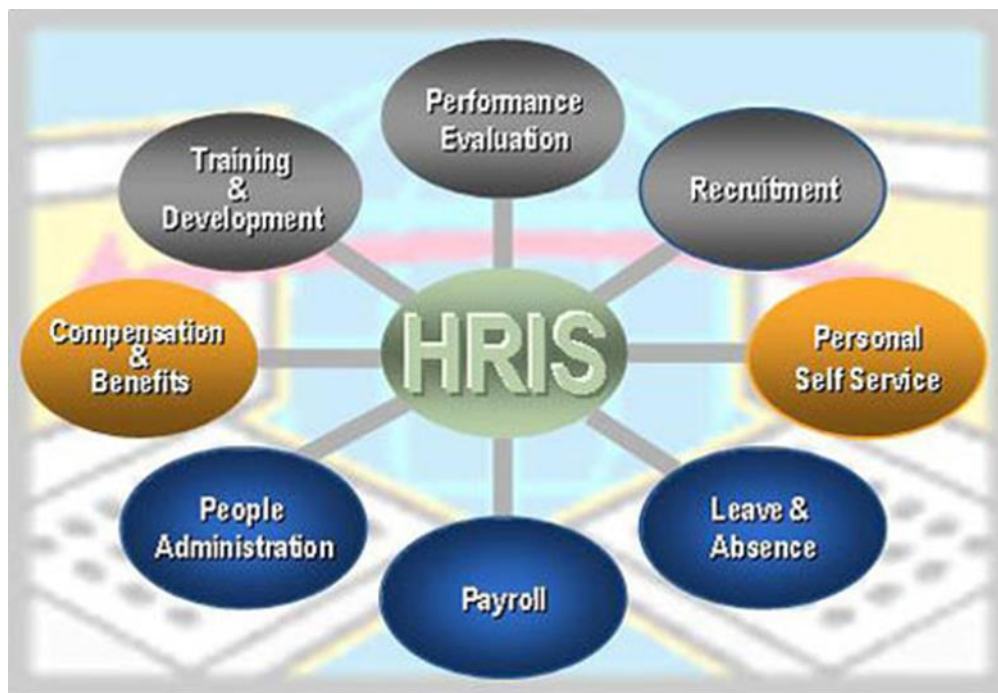 Performance
Evaluation
Training
&
Development
Recruitment
HRIS
Compensation
&
Benefits
Personal
Self Service
People
Administration
Leave &
Absence
Payroll